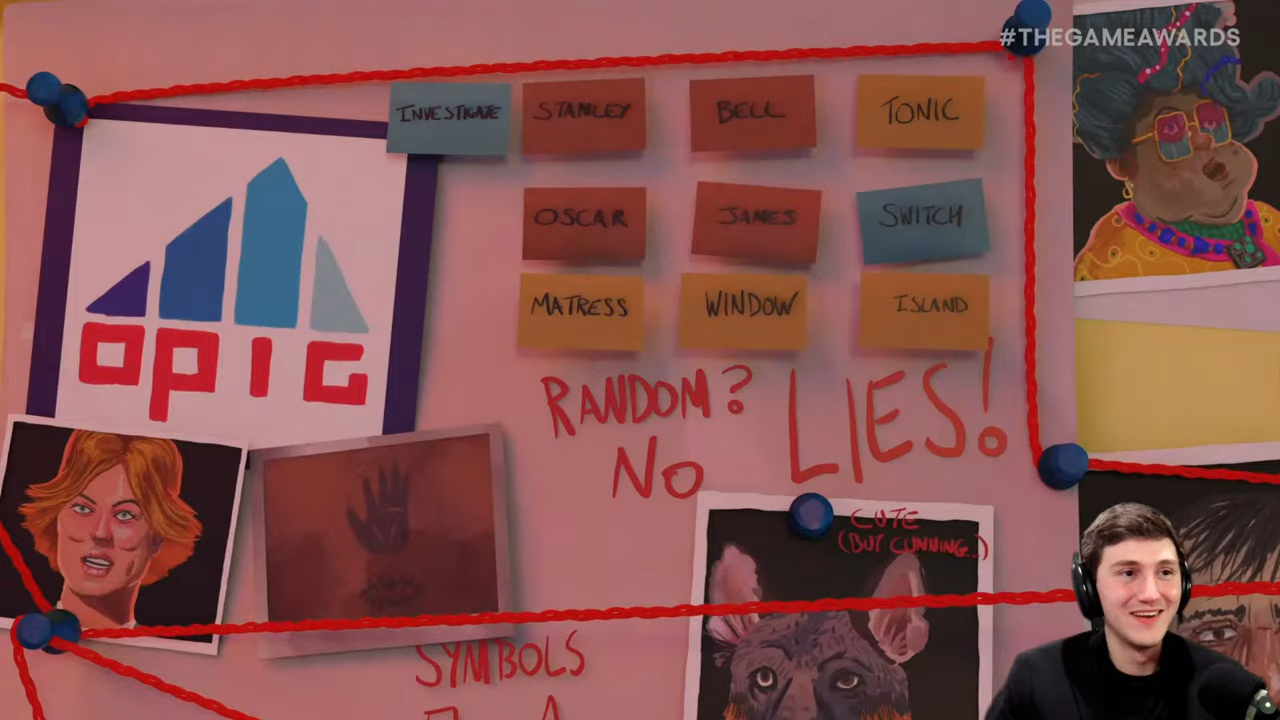 #THEGAMEAWARDS
INVESTIGATE STANLEY BELL TONIC
OSCAR JAMES SWITCH
MATRESS WINDOW ISLAND
opig
RANDOM? LIES!
NO
CUTE
(BUT CUNNING..)
SYMBOLS